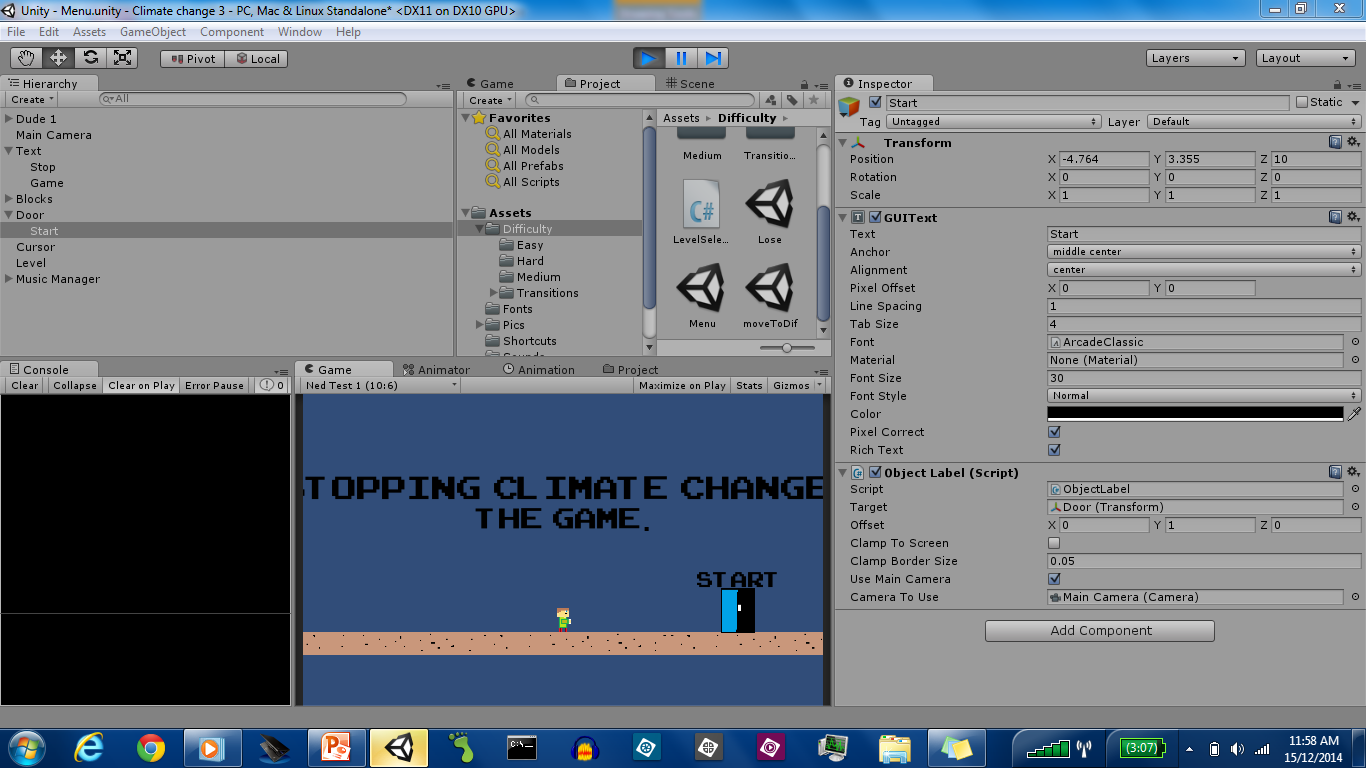 Unity - Menu.unity - Climate change 3 - PC, Mac & Linux Standalone* <DX11 on DX10 GPU>
File Edit Assets GameObject Component Window Help
Pivot Local Layers Layout
Hierarchy
Create All
Dude 1
Main Camera
Text
Stop
Game
Blocks
Door
Start
Cursor
Level
Music Manager
Game Project Scene
Create
Favorites
All Materials
All Models
All Prefabs
All Scripts
Assets
Difficulty
Easy
Hard
Medium
Transitions
Fonts
Pics
Shortcuts
Assets Difficulty
Medium Transitio...
C#
LevelSele... Lose
Menu moveToDif
Inspector
Start Static
Tag Untagged Layer Default
Transform
Position X -4.764 Y 3.355 Z 10
Rotation X 0 Y 0 Z 0
Scale X 1 Y 1 Z 1
GUIText
Text Start
Anchor middle center
Alignment center
Pixel Offset X 0 Y 0
Line Spacing 1
Tab Size 4
Font ArcadeClassic
Material None (Material)
Font Size 30
Font Style Normal
Color
Pixel Correct
Rich Text
Object Label (Script)
Script ObjectLabel
Target Door (Transform)
Offset X 0 Y 1 Z 0
Clamp To Screen
Clamp Border Size 0.05
Use Main Camera
Camera To Use Main Camera (Camera)
Add Component
Console
Clear Collapse Clear on Play Error Pause 0
Game Animator Animation Project
Ned Test 1 (10:6) Maximize on Play Stats Gizmos
STOPPING CLIMATE CHANGE
THE GAME.
START
(3:07)
11:58 AM
15/12/2014